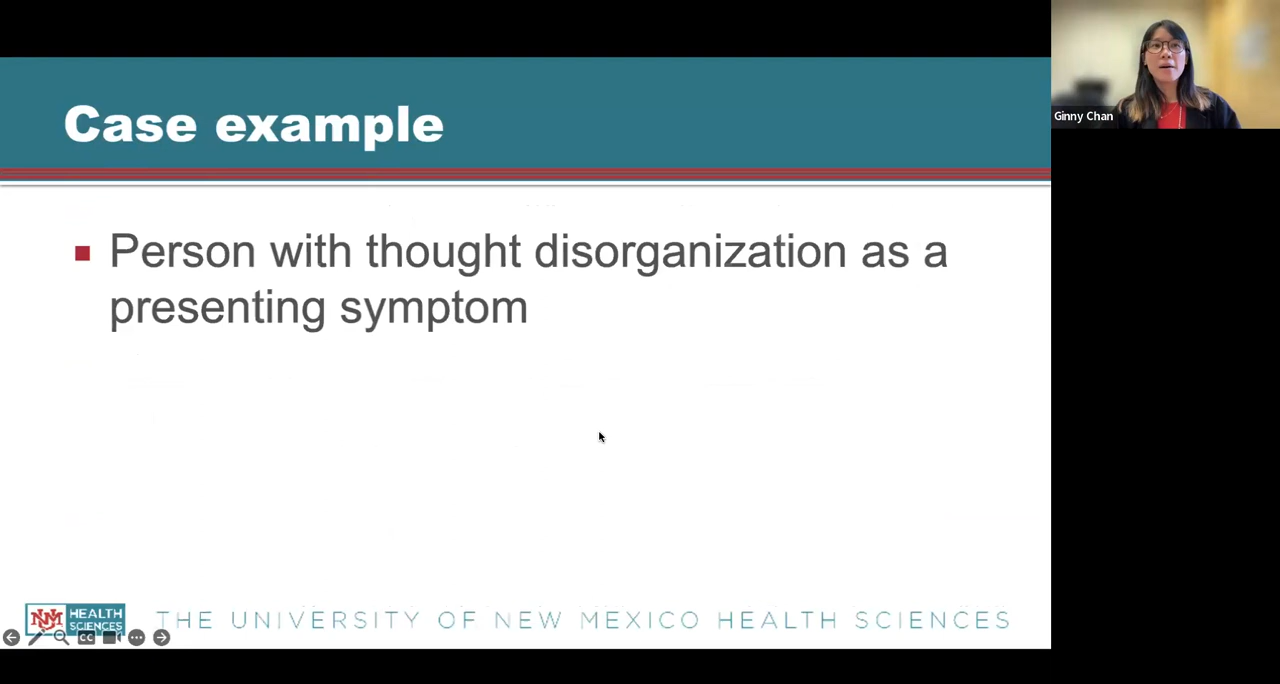 Case example
Ginny Chan
Person with thought disorganization as a
presenting symptom
HEALTH
SCIENCES
THE UNIVERSITY OF NEW MEXICO HEALTH SCIENCES
CC